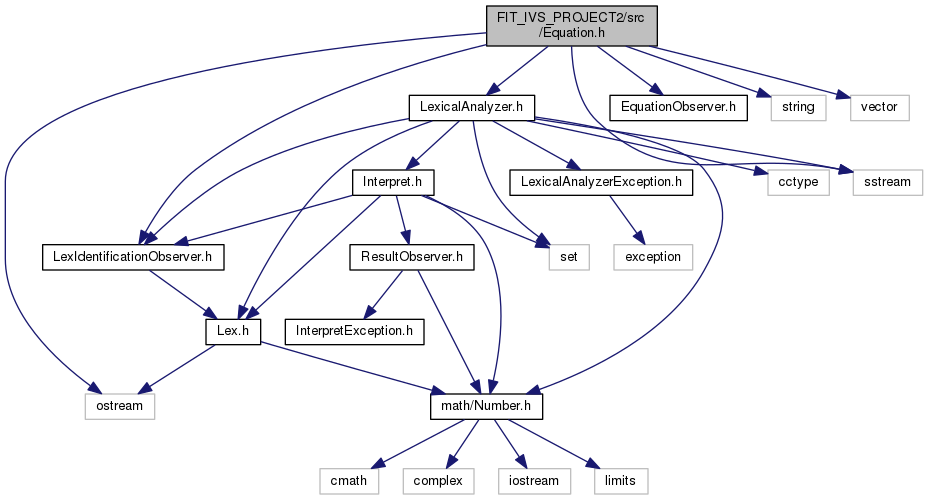 FIT_IVS_PROJECT2/src
/Equation.h
LexicalAnalyzer.h
EquationObserver.h
string
vector
Interpret.h
LexicalAnalyzerException.h
cctype
sstream
LexIdentificationObserver.h
ResultObserver.h
set
exception
Lex.h
InterpretException.h
ostream
math/Number.h
cmath
complex
iostream
limits